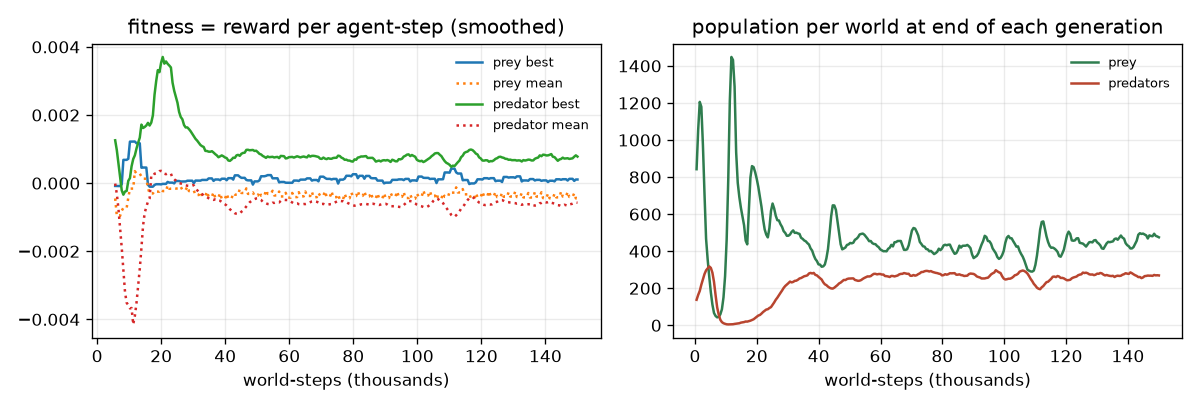 fitness = reward per agent-step (smoothed)
0.004
0.002
0.000
−0.002
−0.004
prey best
prey mean
predator best
predator mean
0 20 40 60 80 100 120 140
world-steps (thousands)
population per world at end of each generation
1400
1200
1000
800
600
400
200
0
prey
predators
0 20 40 60 80 100 120 140
world-steps (thousands)